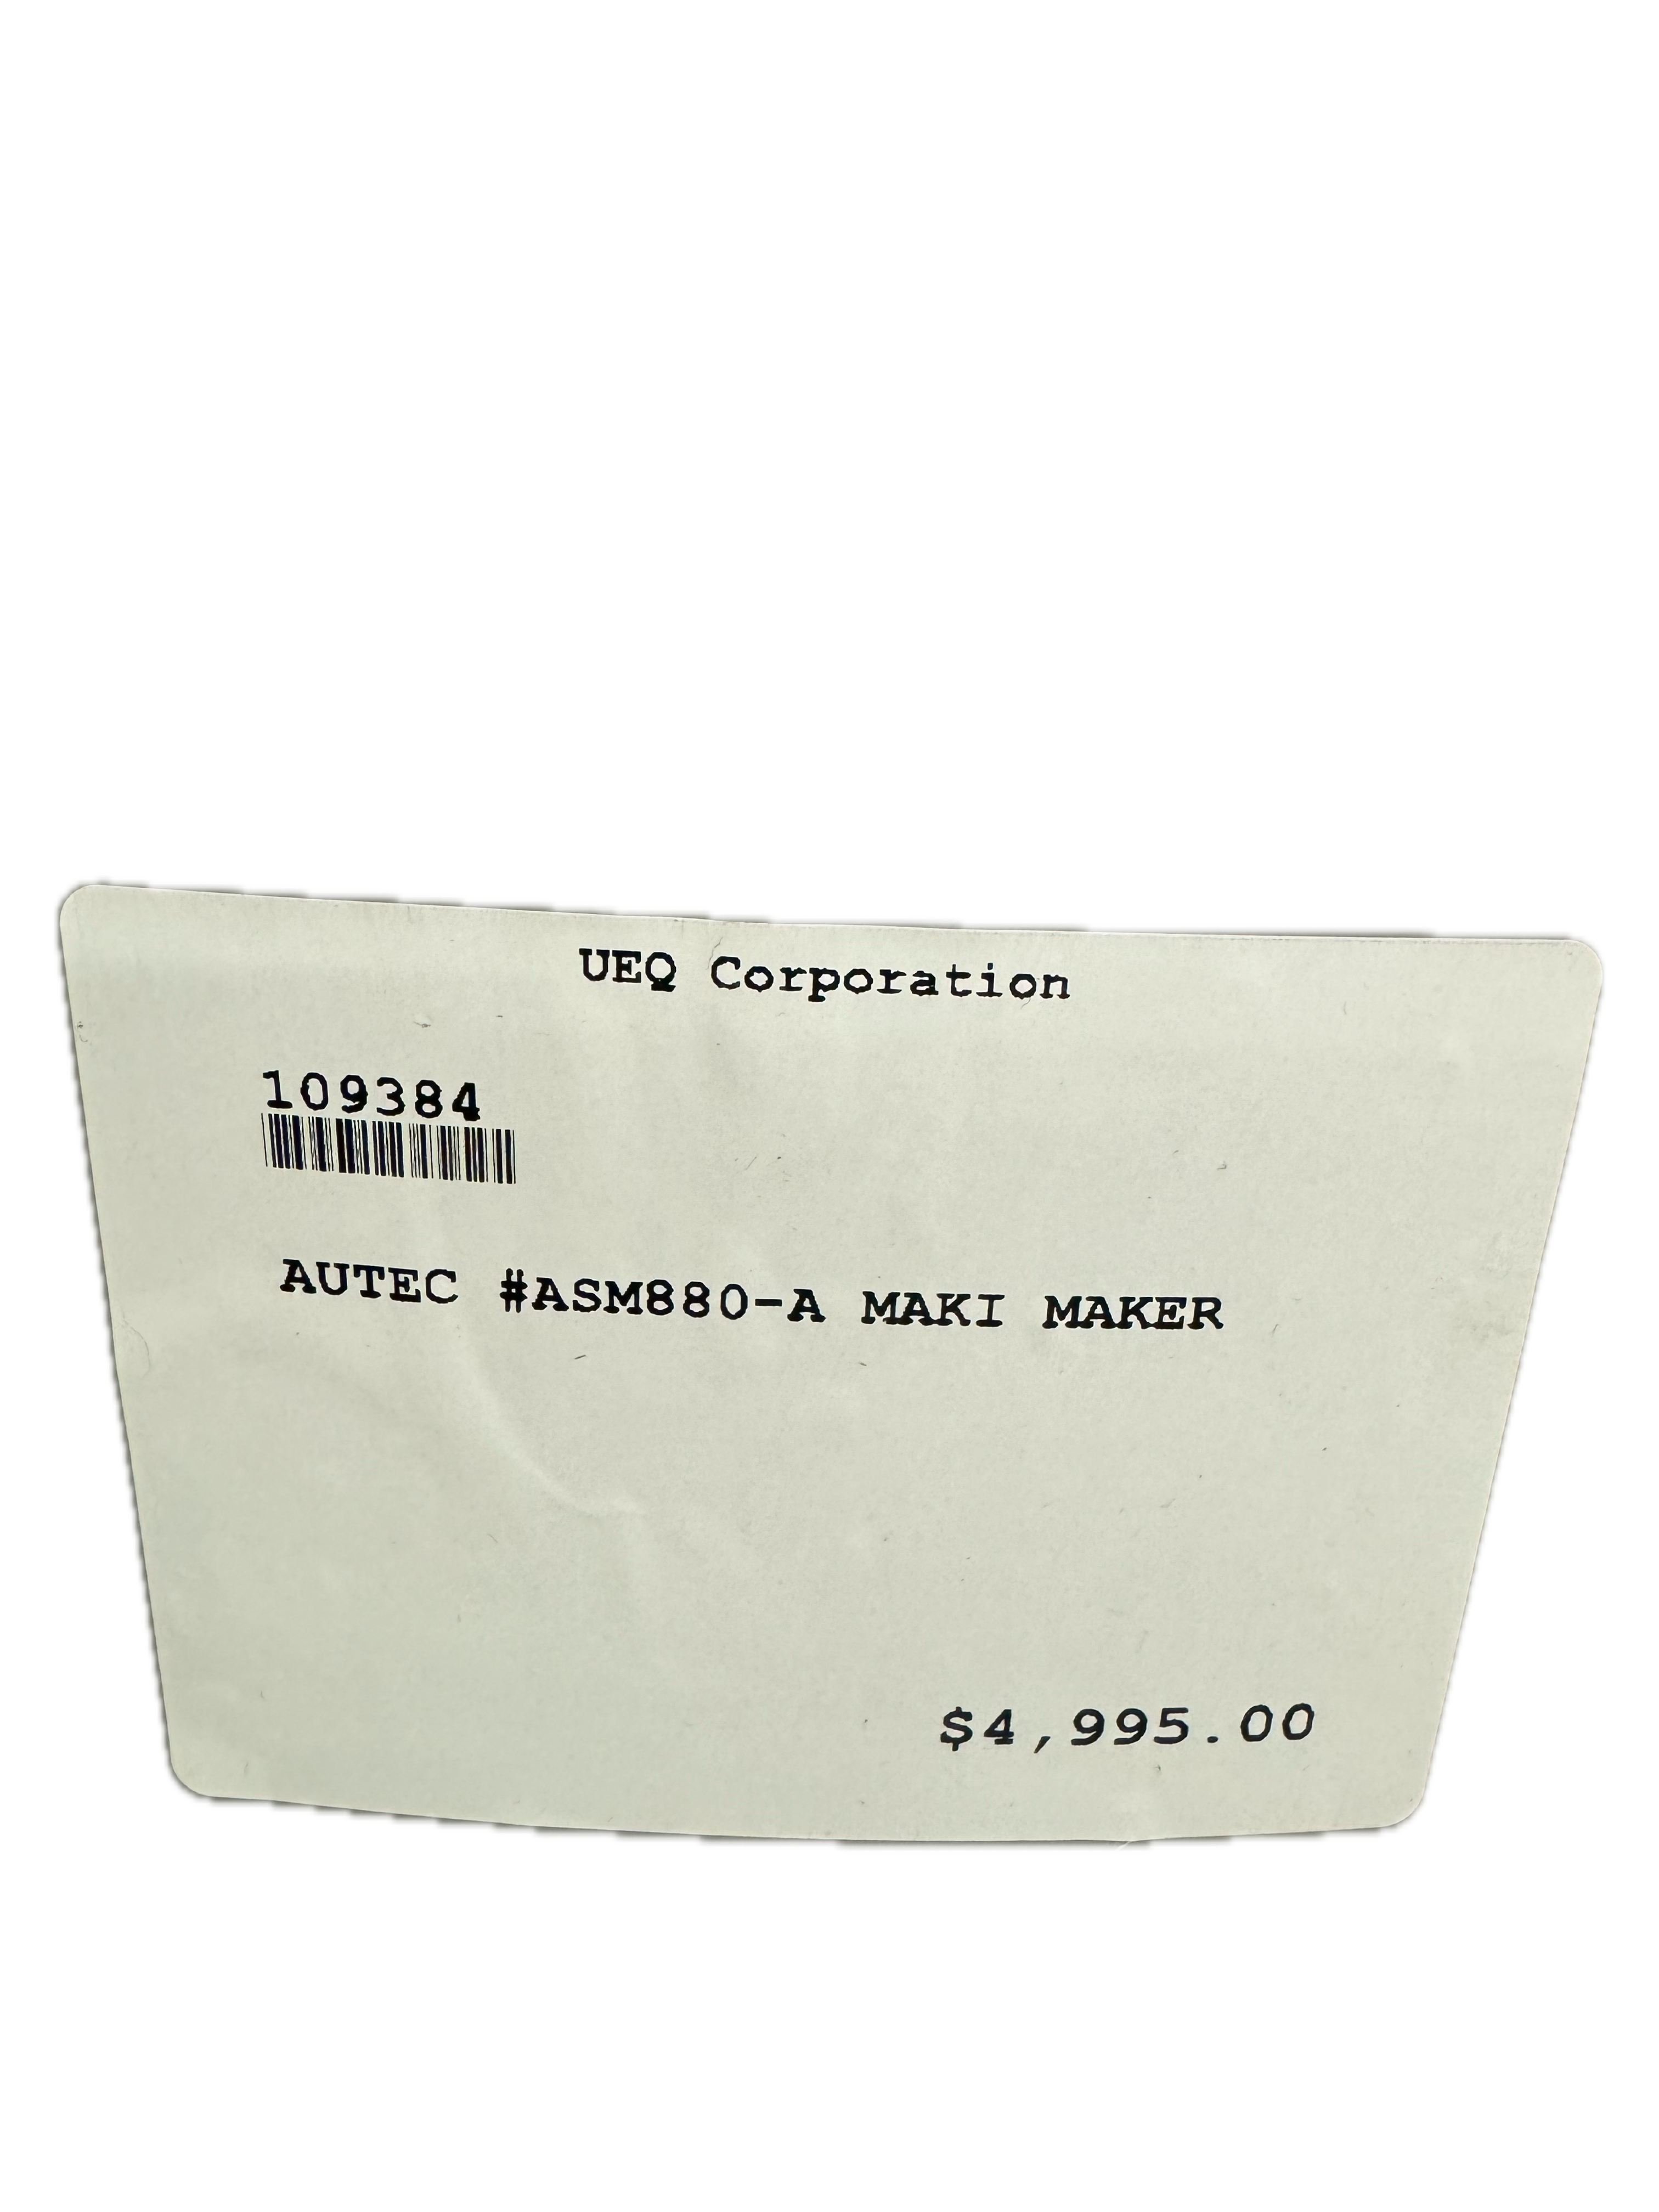 UEQ Corporation
109384
AUTEC #ASM880-A MAKI MAKER
$4,995.00